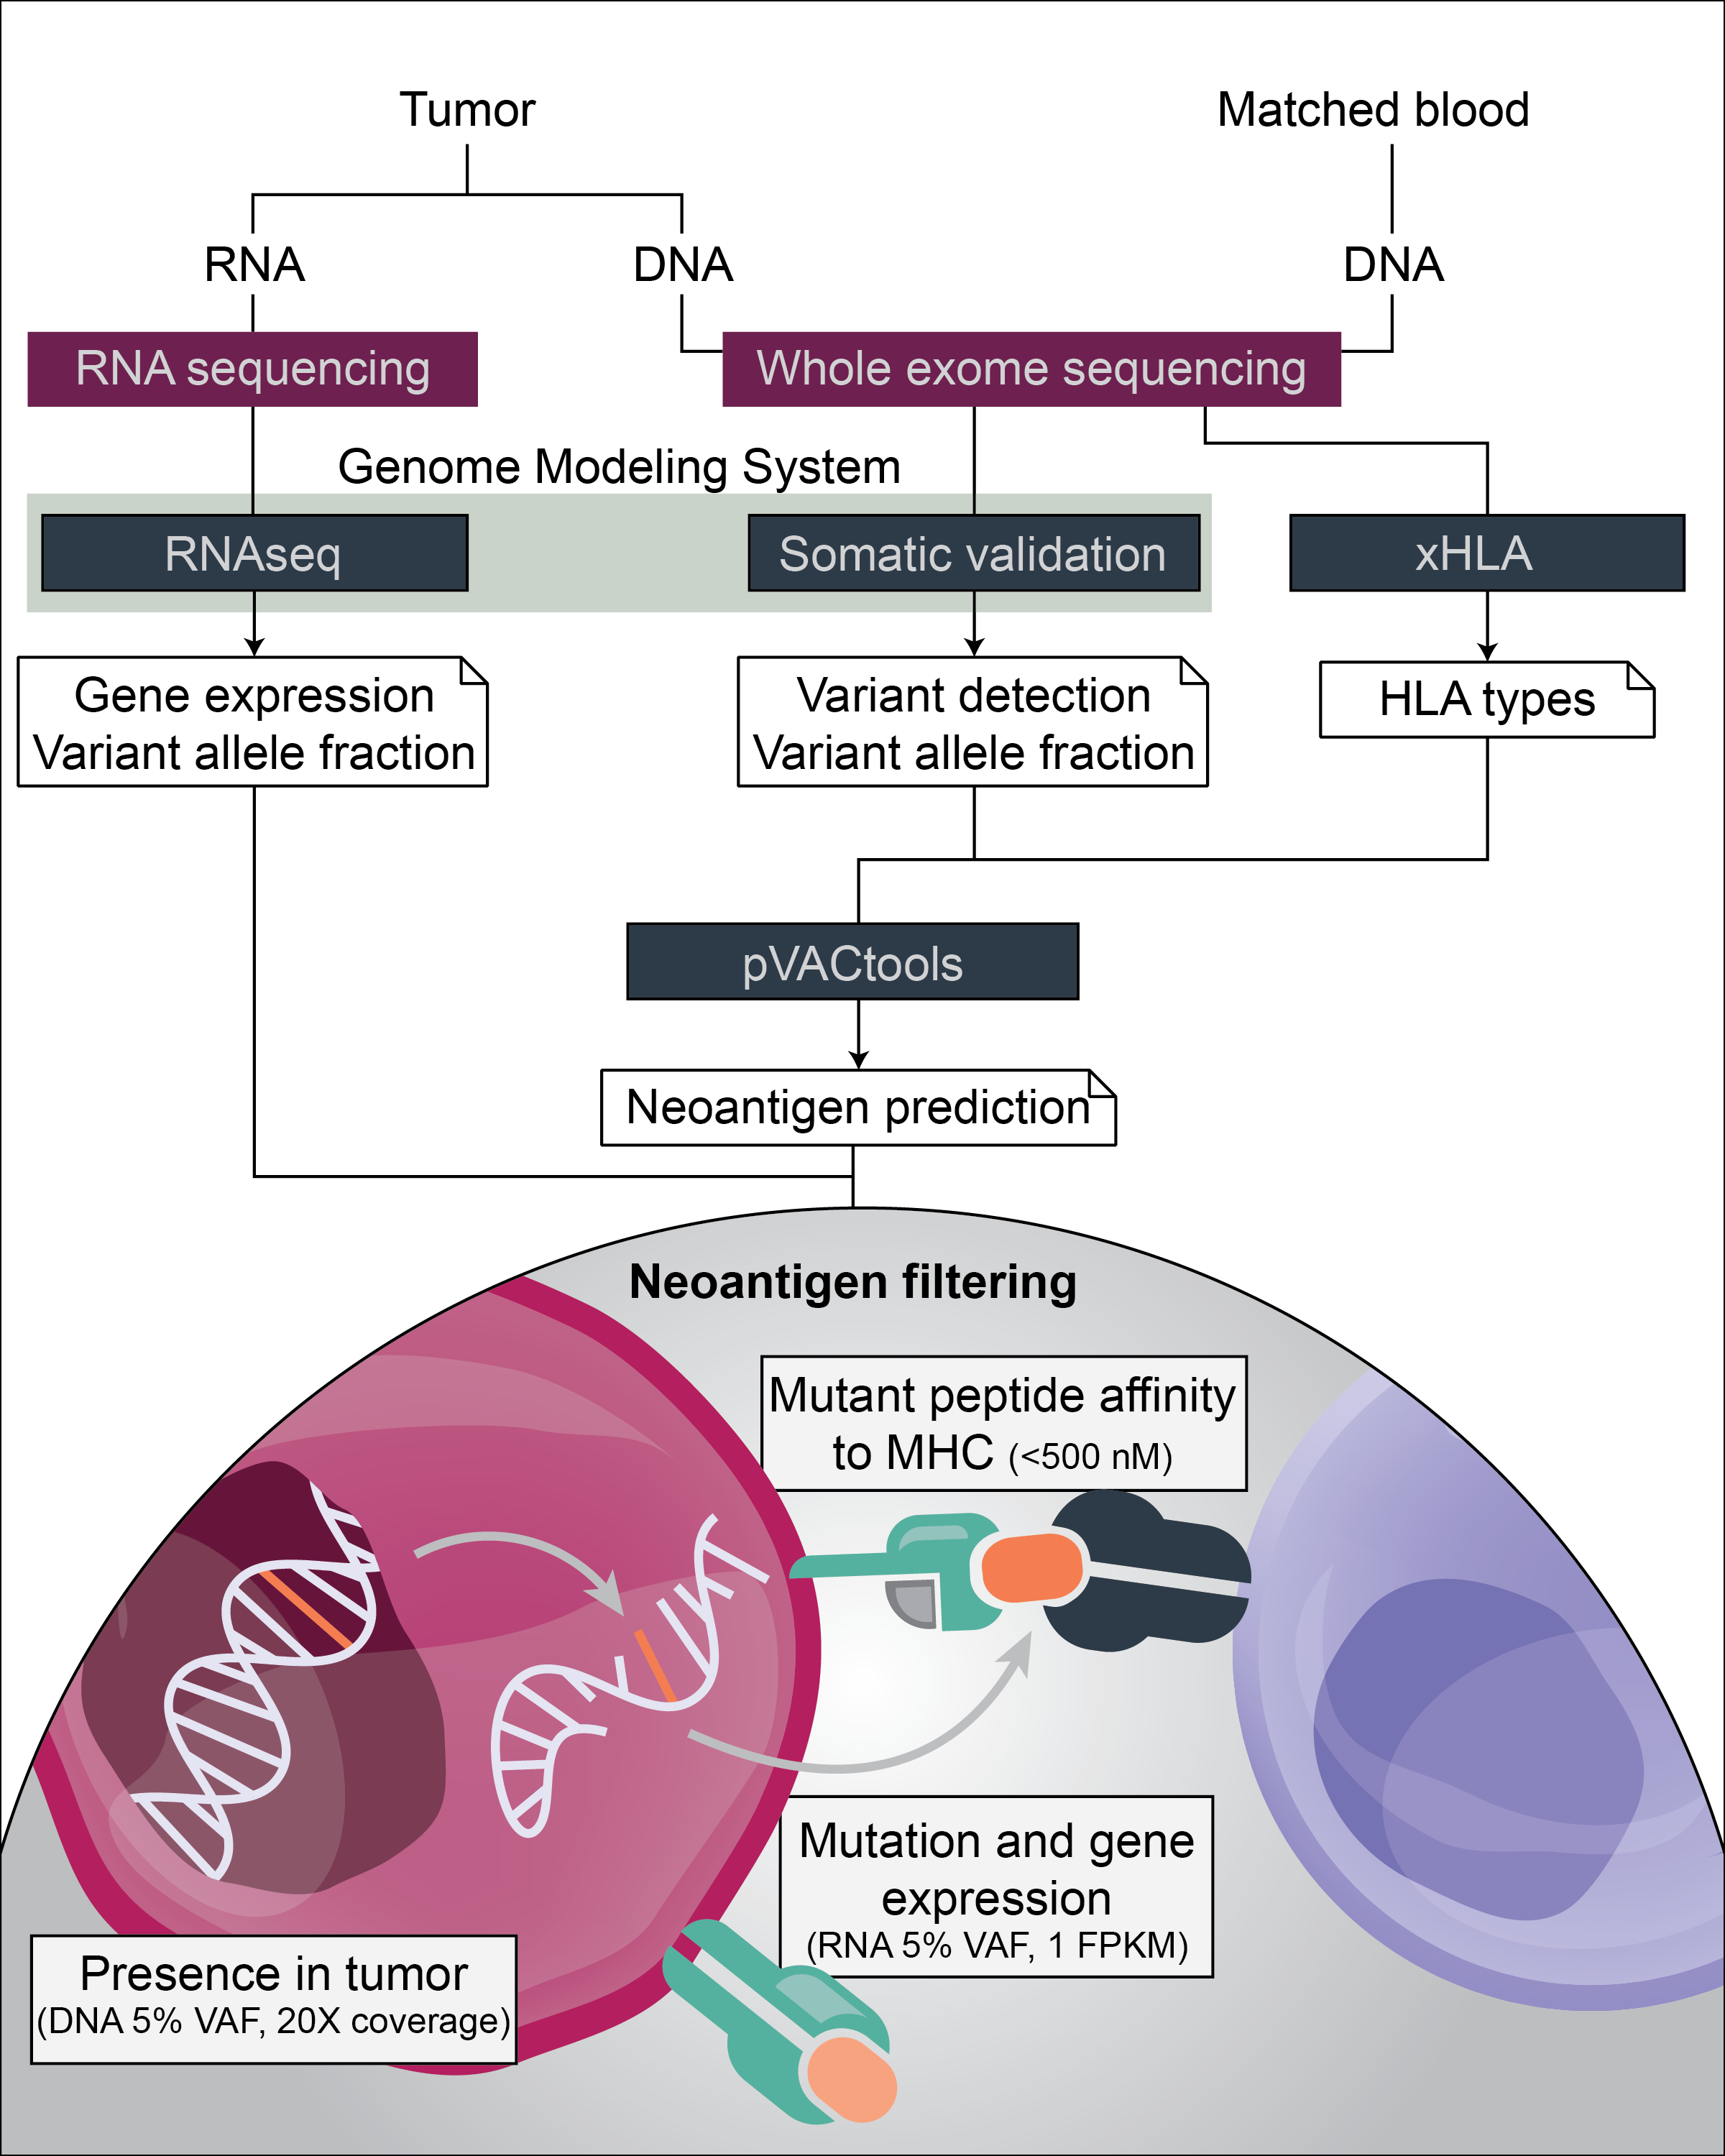 Tumor
Matched blood
RNA
DNA
DNA
RNA sequencing
Whole exome sequencing
Genome Modeling System
RNAseq
Somatic validation
xHLA
Gene expression
Variant allele fraction
Variant detection
Variant allele fraction
HLA types
pVACtools
Neoantigen prediction
Neoantigen filtering
Mutant peptide affinity
to MHC (<500 nM)
Mutation and gene
expression
(RNA 5% VAF, 1 FPKM)
Presence in tumor
(DNA 5% VAF, 20X coverage)